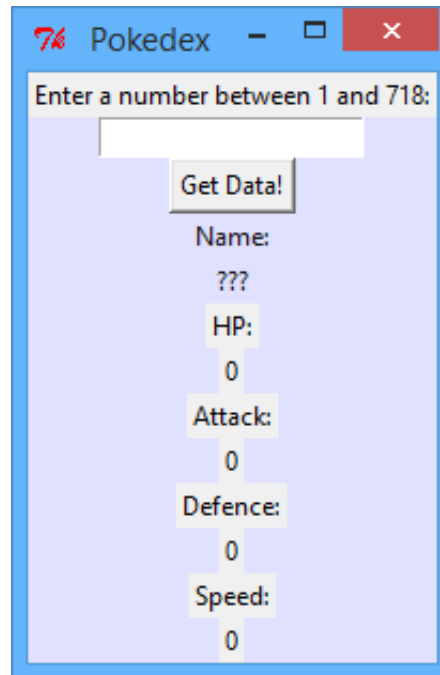 Pokedex
Enter a number between 1 and 718:
Get Data!
Name:
???
HP:
0
Attack:
0
Defence:
0
Speed:
0